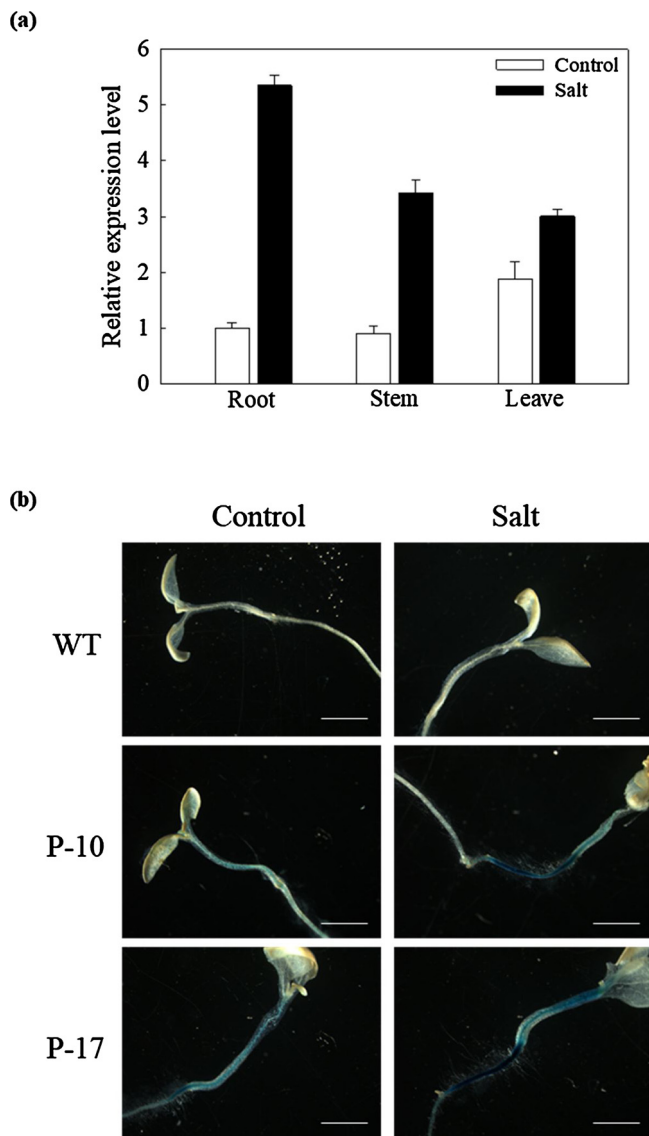 (a)
Relative expression level
6
5
4
3
2
1
0
Control
Salt
Root Stem Leave
(b)
Control Salt
WT
P-10
P-17